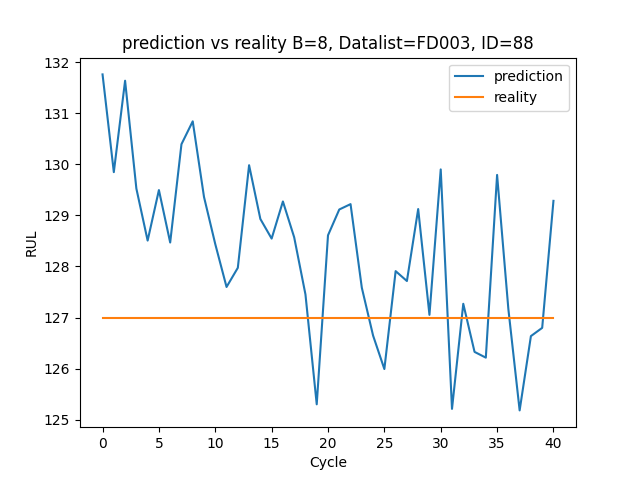 prediction vs reality B=8, Datalist=FD003, ID=88
prediction
reality
RUL
132
131
130
129
128
127
126
125
0 5 10 15 20 25 30 35 40
Cycle